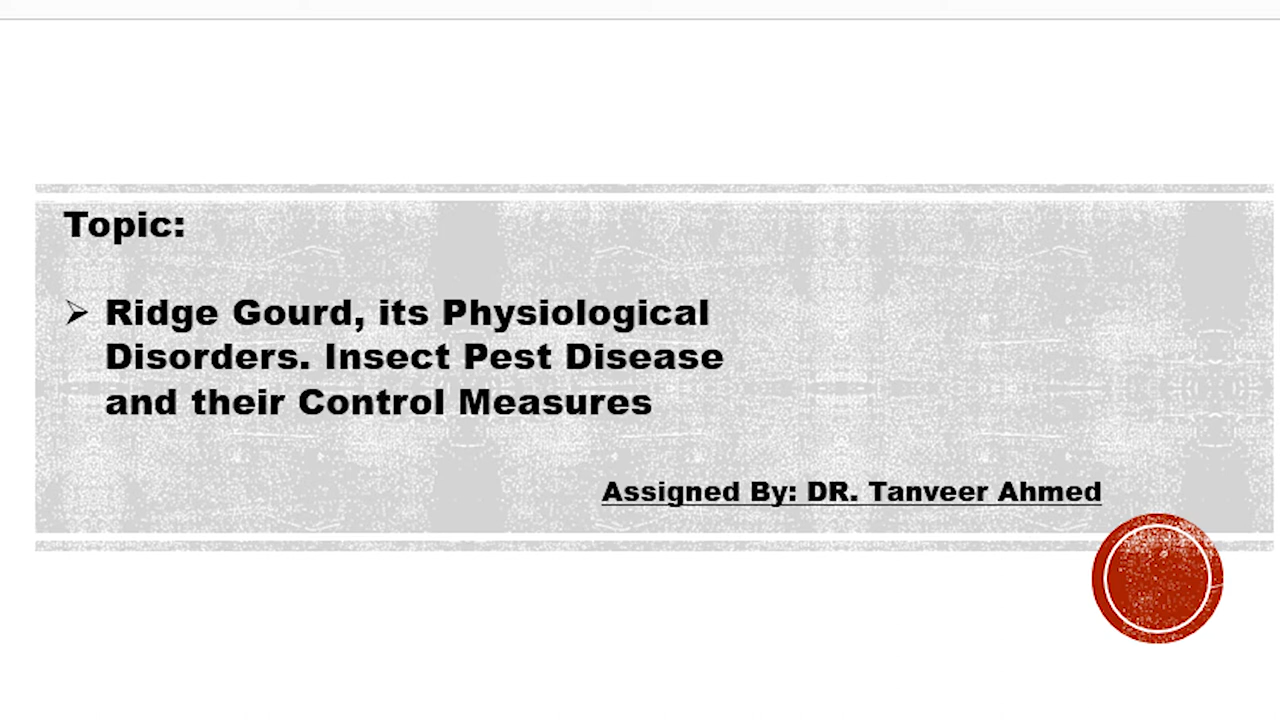 Topic:
➢ Ridge Gourd, its Physiological
Disorders. Insect Pest Disease
and their Control Measures
Assigned By: DR. Tanveer Ahmed